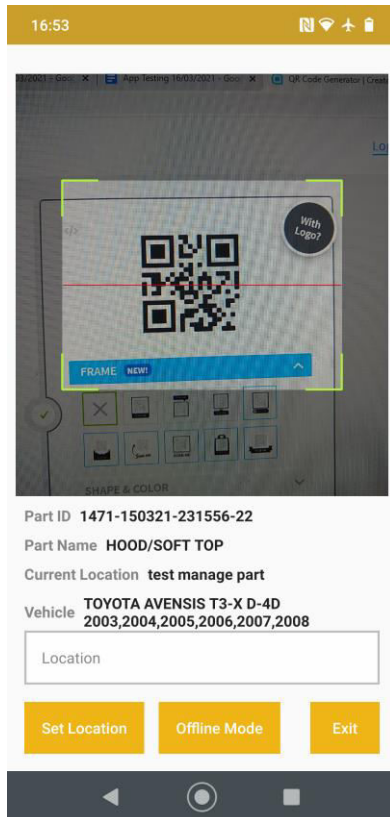 16:53
03/2021 - Goo
App Testing 16/03/2021 - Goo
QR Code Generator | Create
With
Logo?
</>
FRAME NEW!
SHAPE & COLOR
Part ID 1471-150321-231556-22
Part Name HOOD/SOFT TOP
Current Location test manage part
Vehicle TOYOTA AVENSIS T3-X D-4D
2003,2004,2005,2006,2007,2008
Location
Set Location Offline Mode Exit